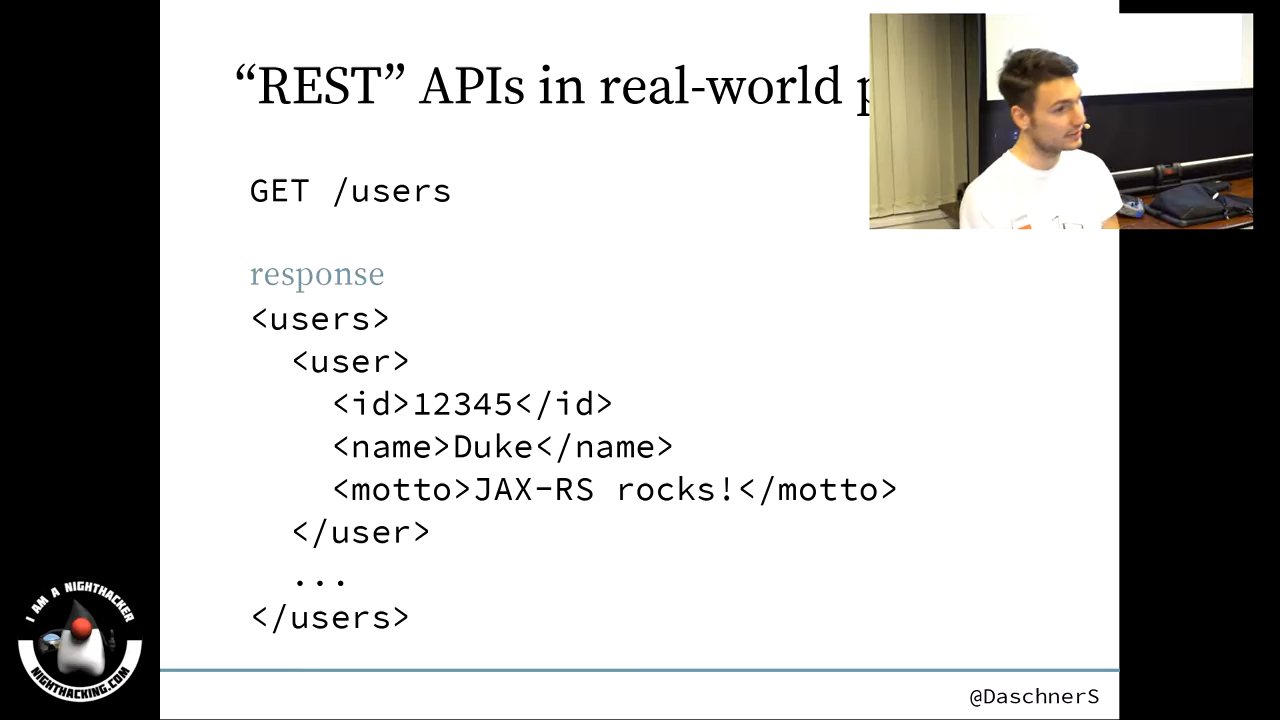 “REST” APIs in real-world
GET /users
response
<users>
<user>
<id>12345</id>
<name>Duke</name>
<motto>JAX-RS rocks!</motto>
</user>
...
</users>
@DaschnerS
I AM A NIGHTHACKER
NIGHTHACKING.COM